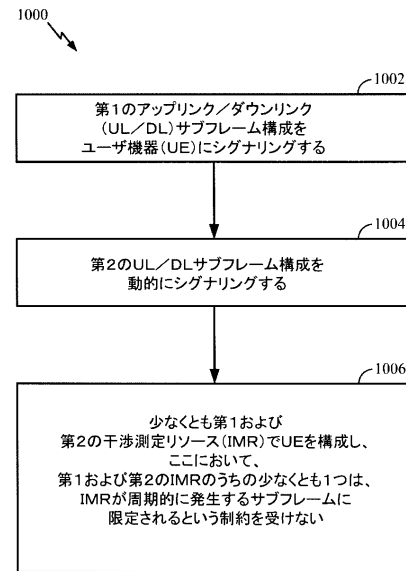 1000
1002
第1のアップリンク/ダウンリンク
(UL/DL)サブフレーム構成を
ユーザ機器(UE)にシグナリングする
1004
第2のUL/DLサブフレーム構成を
動的にシグナリングする
1006
少なくとも第1および
第2の干渉測定リソース(IMR)でUEを構成し、
ここにおいて、
第1および第2のIMRのうちの少なくとも1つは、
IMRが周期的に発生するサブフレームに
限定されるという制約を受けない